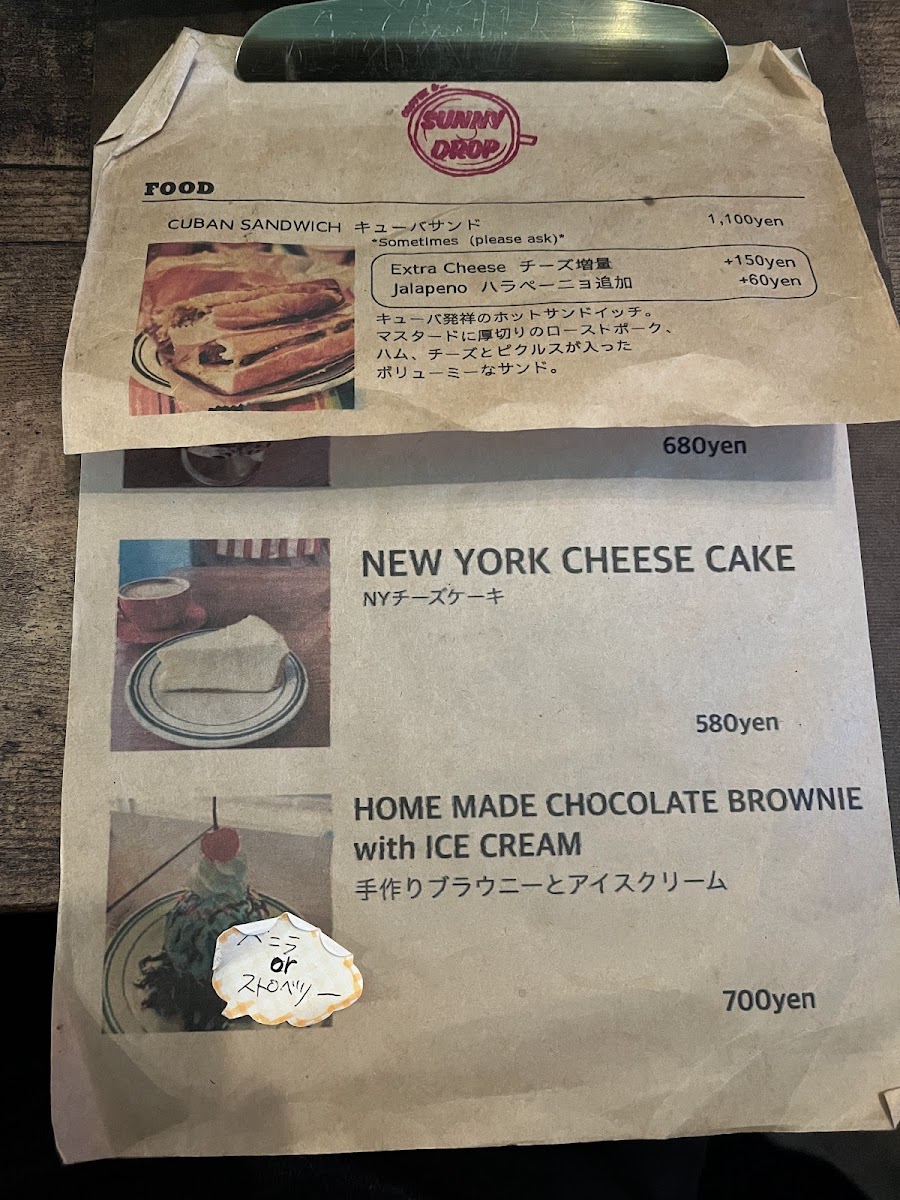 SUNNY
DROP
FOOD
CUBAN SANDWICH キューバサンド 1,100yen
*Sometimes (please ask)*
Extra Cheese チーズ増量 +150yen
Jalapeno ハラペーニョ追加 +60yen
キューバ発祥のホットサンドイッチ。
マスタードに厚切りのローストポーク、
ハム、チーズとピクルスが入った
ボリューミーなサンド。
680yen
NEW YORK CHEESE CAKE
NYチーズケーキ
580yen
HOME MADE CHOCOLATE BROWNIE
with ICE CREAM
手作りブラウニーとアイスクリーム
バニラ
or
ストロベリー
700yen